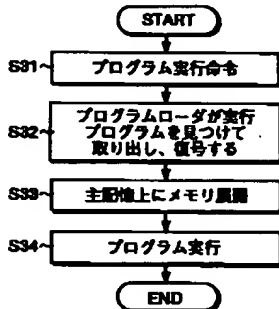 START
S31 プログラム実行命令
プログラムローダが実行
S32 プログラムを見つけて
取り出し、復号する
S33 主記憶上にメモリ展開
S34 プログラム実行
END